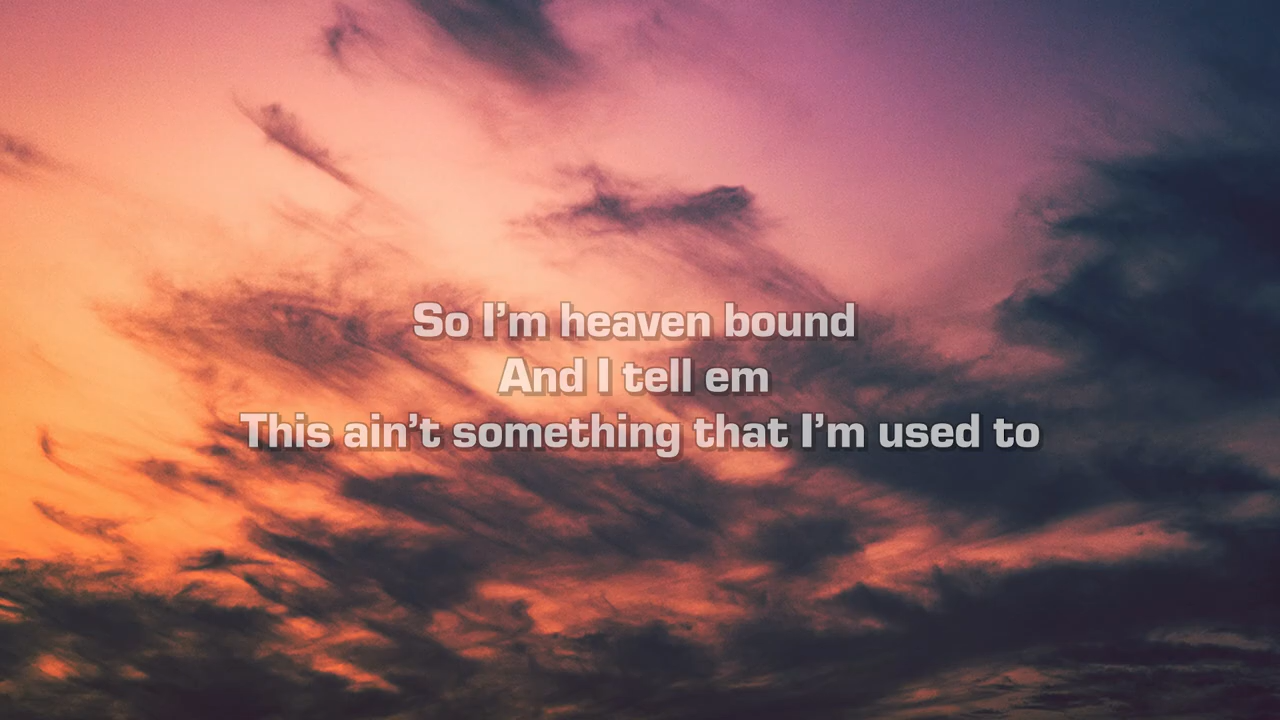 So I’m heaven bound
And I tell em
This ain’t something that I’m used to